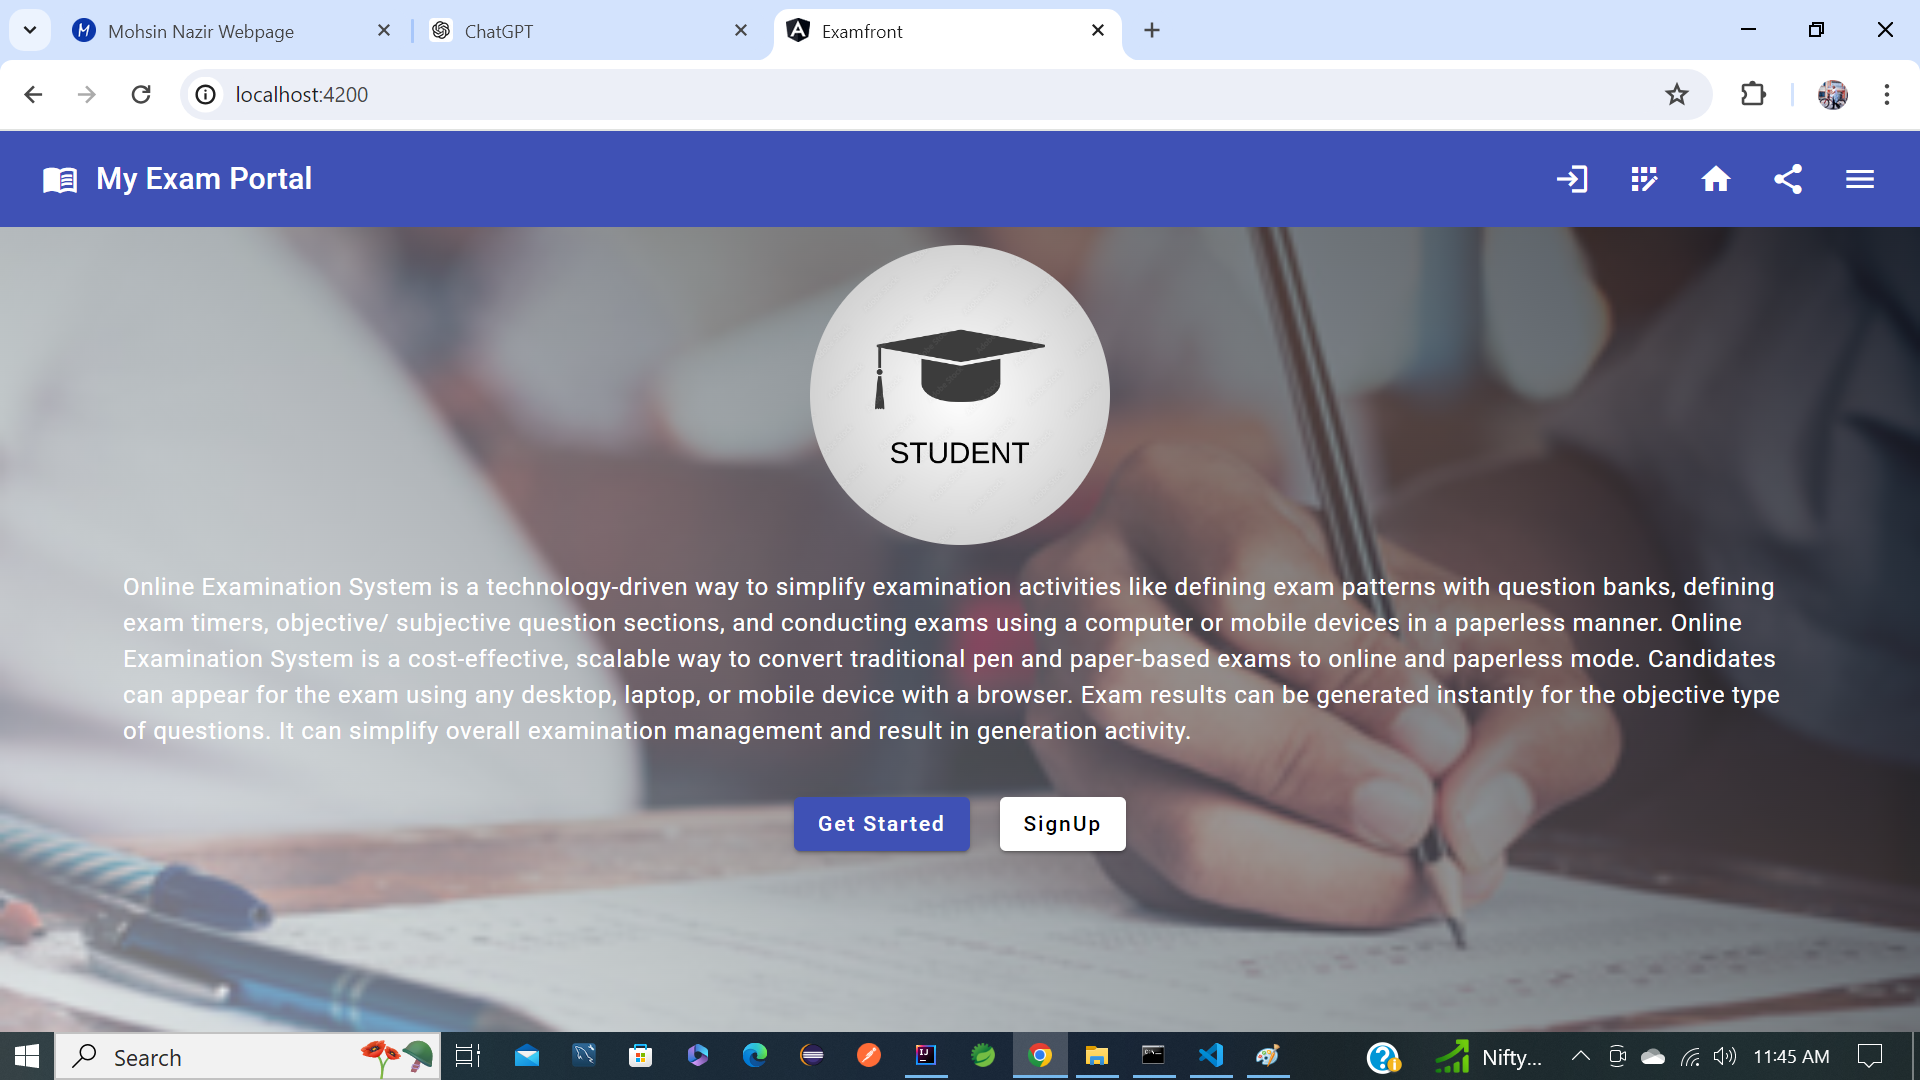 Mohsin Nazir Webpage
ChatGPT
Examfront
localhost:4200
My Exam Portal
STUDENT
Online Examination System is a technology-driven way to simplify examination activities like defining exam patterns with question banks, defining
exam timers, objective/ subjective question sections, and conducting exams using a computer or mobile devices in a paperless manner. Online
Examination System is a cost-effective, scalable way to convert traditional pen and paper-based exams to online and paperless mode. Candidates
can appear for the exam using any desktop, laptop, or mobile device with a browser. Exam results can be generated instantly for the objective type
of questions. It can simplify overall examination management and result in generation activity.
Get Started
SignUp
Search
Nifty...
11:45 AM